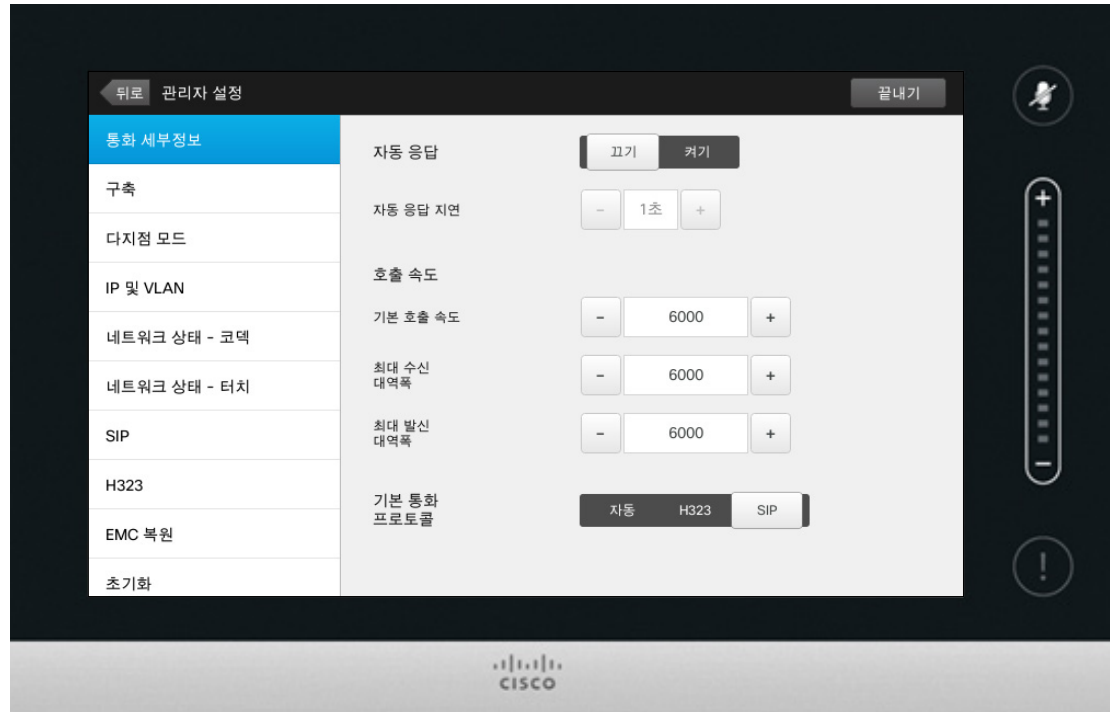 뒤로
관리자 설정
끝내기
통화 세부정보
구축
다지점 모드
IP 및 VLAN
네트워크 상태 - 코덱
네트워크 상태 - 터치
SIP
H323
EMC 복원
초기화
자동 응답
끄기
켜기
자동 응답 지연
-
1초
+
호출 속도
기본 호출 속도
-
6000
+
최대 수신
대역폭
-
6000
+
최대 발신
대역폭
-
6000
+
기본 통화
프로토콜
자동
H323
SIP
+
-
!
CISCO